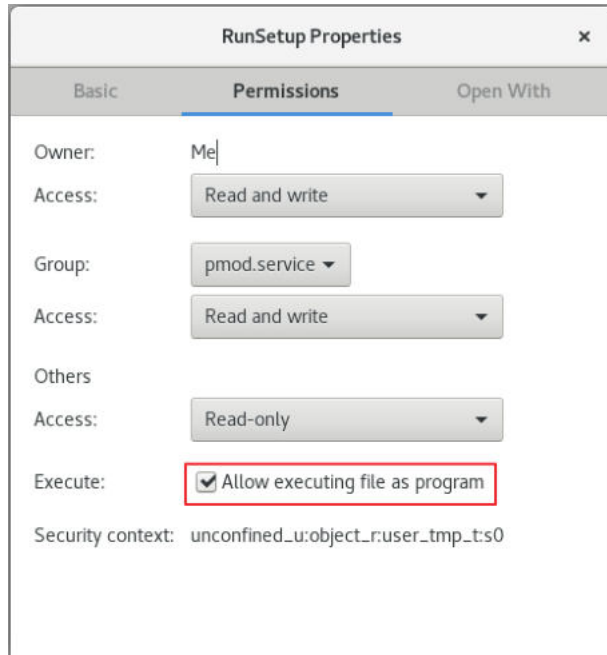 RunSetup Properties ×
Basic Permissions Open With
Owner: Me
Access: Read and write
Group: pmod.service
Access: Read and write
Others
Access: Read-only
Execute: Allow executing file as program
Security context: unconfined_u:object_r:user_tmp_t:s0